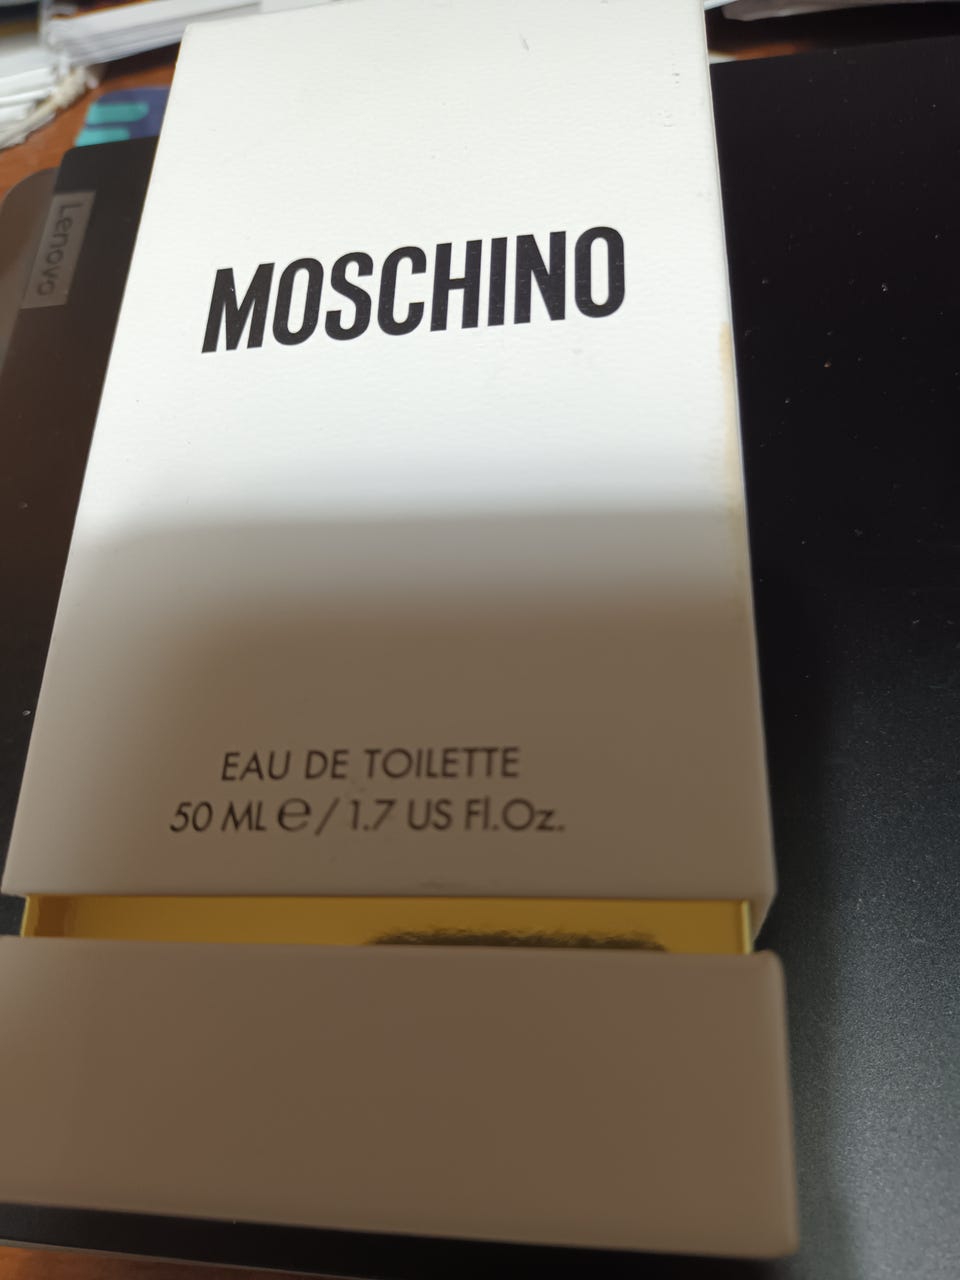 Lenovo
MOSCHINO
EAU DE TOILETTE
50 ML ℮ / 1.7 US Fl.Oz.